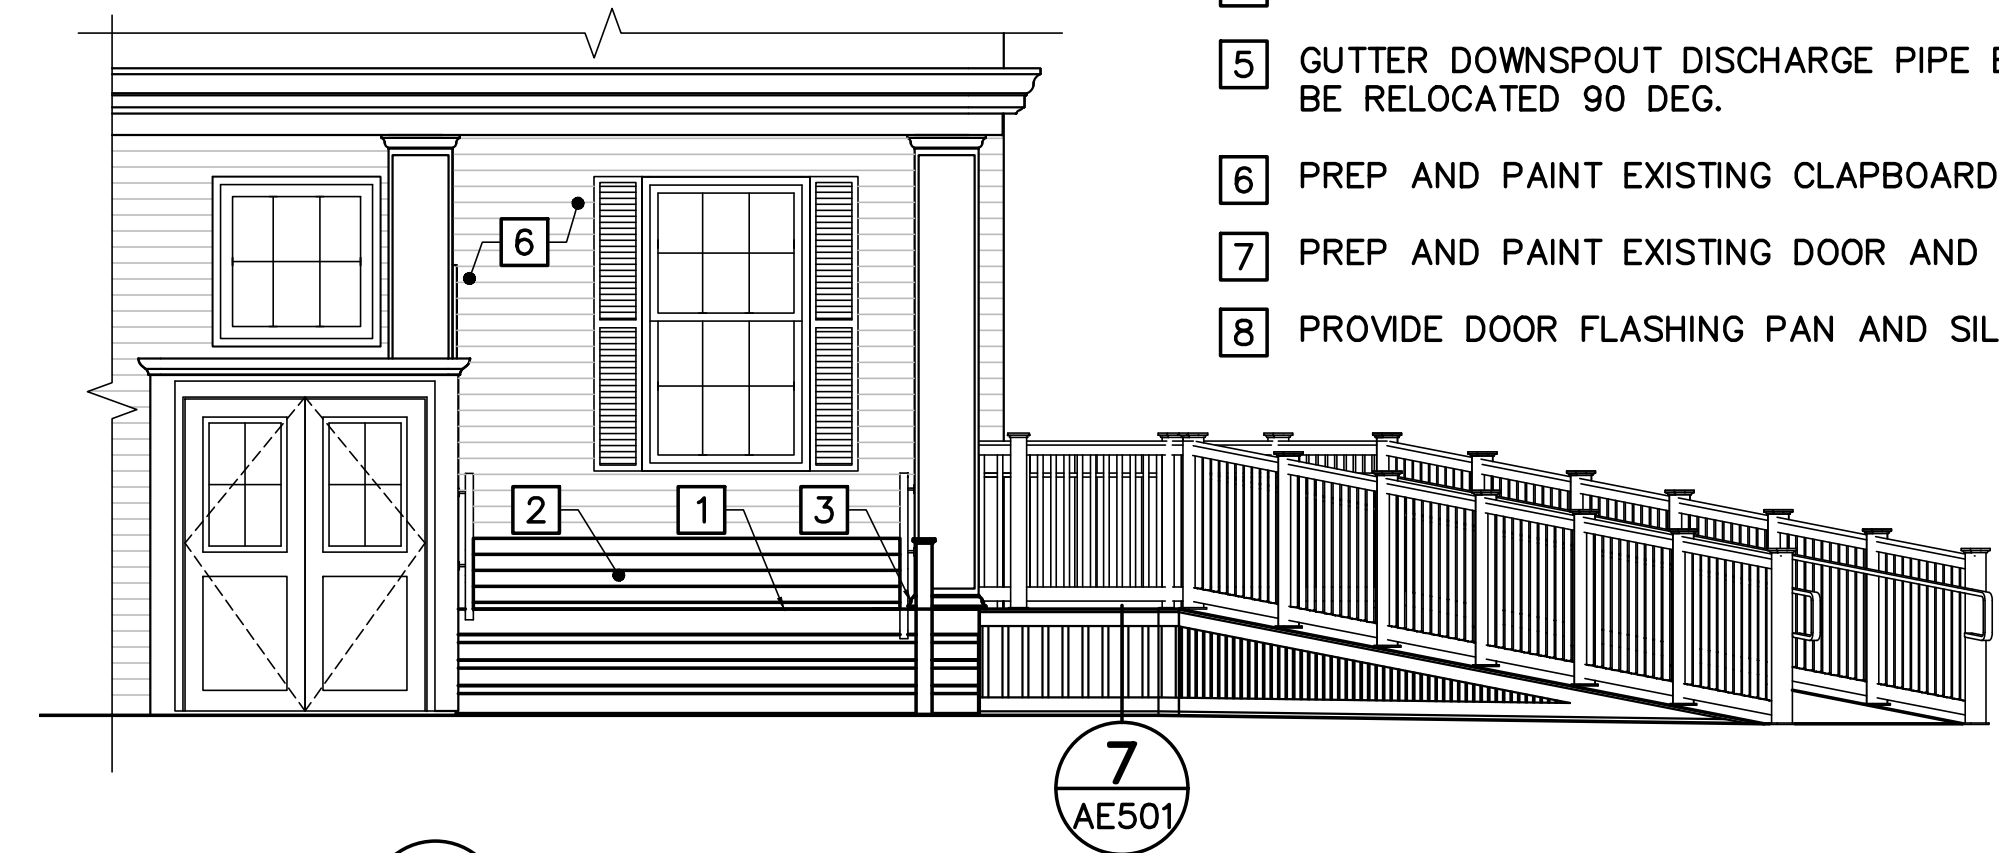 5 GUTTER DOWNSPOUT DISCHARGE PIPE
BE RELOCATED 90 DEG.
6 PREP AND PAINT EXISTING CLAPBOARD
7 PREP AND PAINT EXISTING DOOR AND
8 PROVIDE DOOR FLASHING PAN AND
6
2 1 3
7
AE501